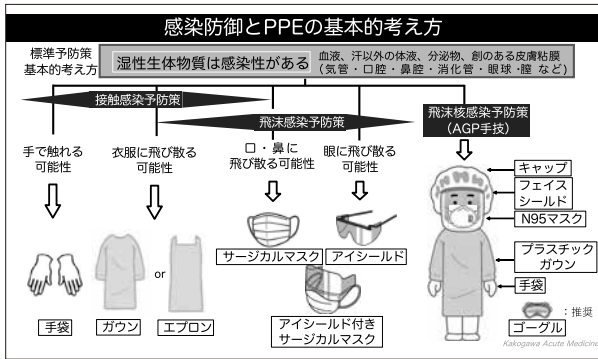 感染防御とPPEの基本的考え方
標準予防策
基本的考え方
湿性生体物質は感染性がある
血液、汗以外の体液、分泌物、創のある皮膚粘膜
（気管・口腔・鼻腔・消化管・眼球・膣 など）
接触感染予防策
飛沫感染予防策
飛沫核感染予防策
（AGP手技）
手で触れる
可能性
衣服に飛び散る
可能性
口・鼻に
飛び散る可能性
眼に飛び散る
可能性
キャップ
フェイス
シールド
N95マスク
プラスチック
ガウン
手袋
：推奨
ゴーグル
サージカルマスク
アイシールド
or
手袋
ガウン
エプロン
アイシールド付き
サージカルマスク
Kakogawa Acute Medicine